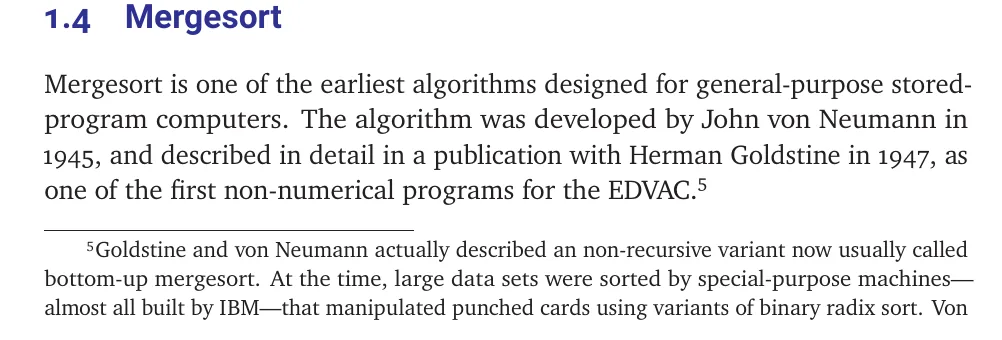 1.4 Mergesort
Mergesort is one of the earliest algorithms designed for general-purpose stored-
program computers. The algorithm was developed by John von Neumann in
1945, and described in detail in a publication with Herman Goldstine in 1947, as
one of the first non-numerical programs for the EDVAC.⁵
⁵Goldstine and von Neumann actually described an non-recursive variant now usually called
bottom-up mergesort. At the time, large data sets were sorted by special-purpose machines—
almost all built by IBM—that manipulated punched cards using variants of binary radix sort. Von